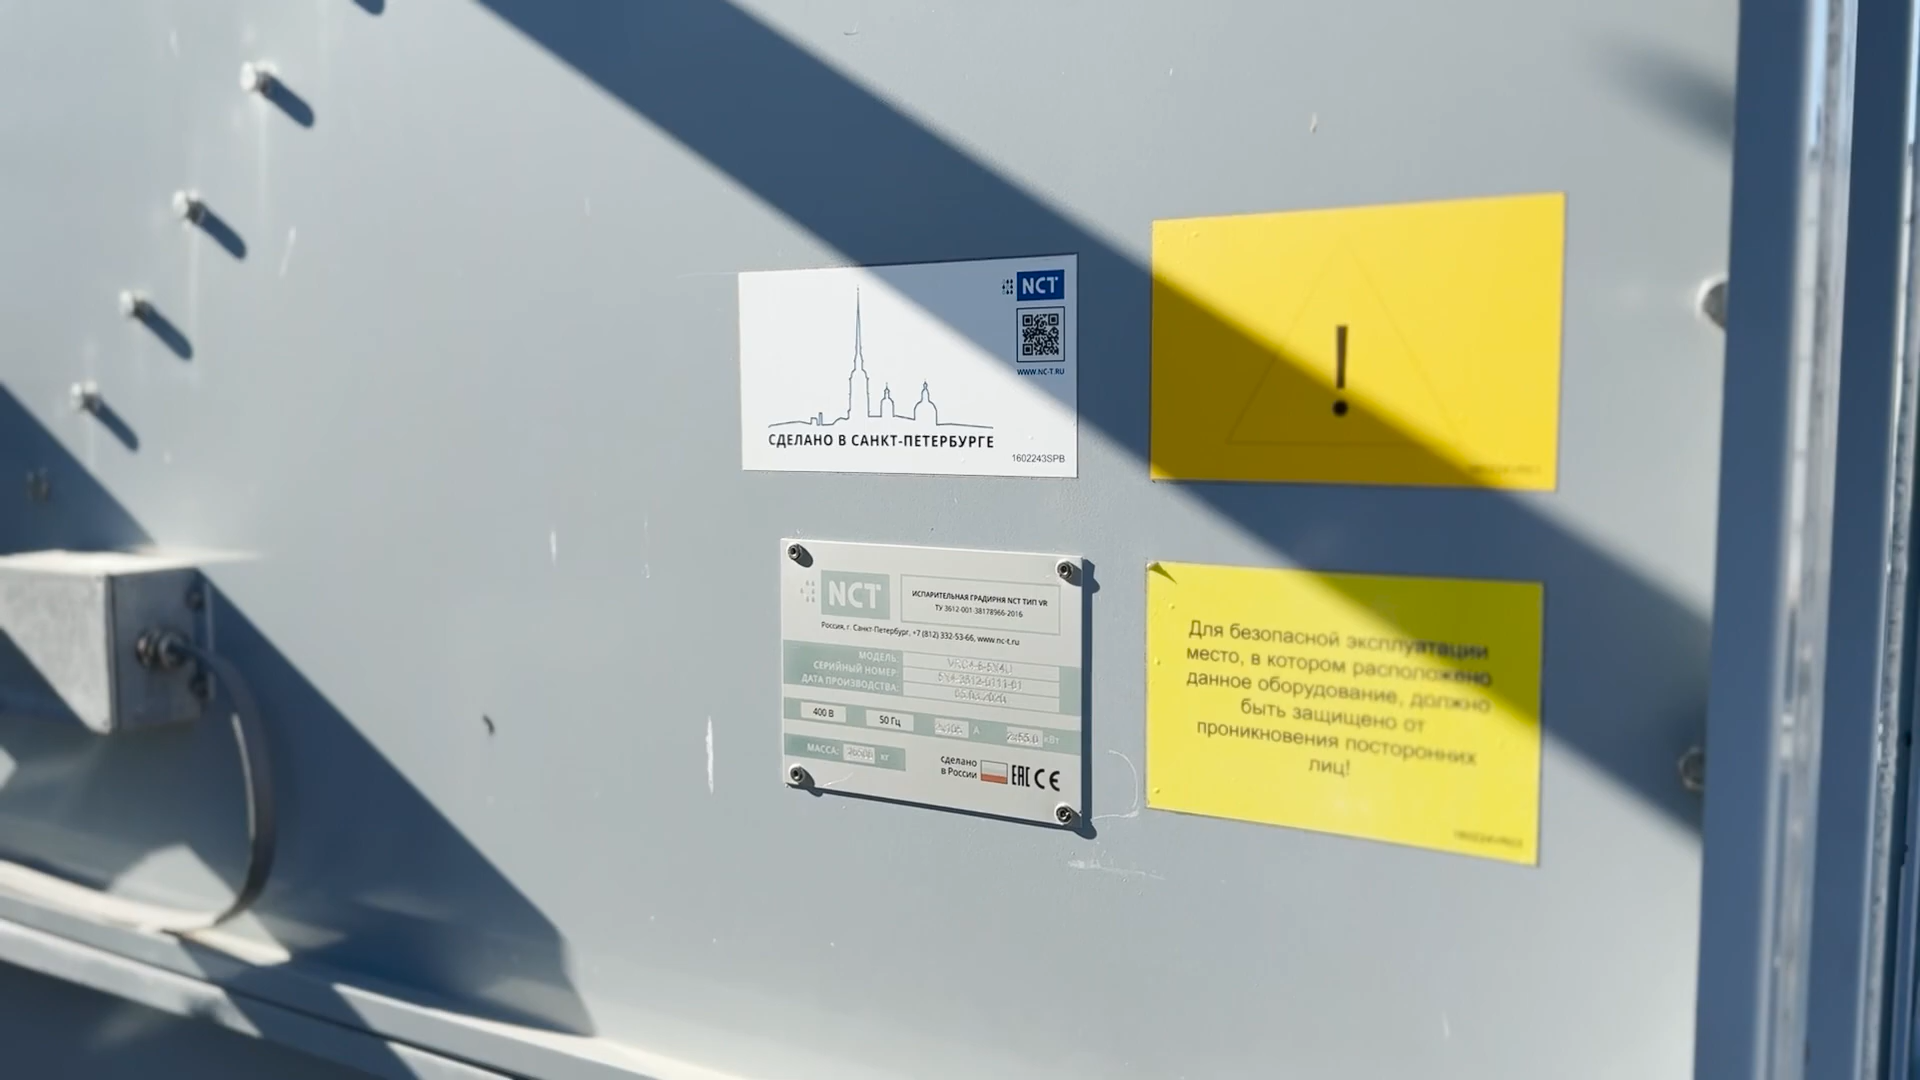 NCT
WWW.NC-T.RU
СДЕЛАНО В САНКТ-ПЕТЕРБУРГЕ
1602243SPB
!
NCT
ИСПАРИТЕЛЬНАЯ ГРАДИРНЯ NCT ТИП VR
ТУ 3612-001-38178966-2016
Россия, г. Санкт-Петербург, +7 (812) 332-53-66, www.nc-t.ru
МОДЕЛЬ:
СЕРИЙНЫЙ НОМЕР:
ДАТА ПРОИЗВОДСТВА:
400 В 50 Гц А кВт
МАССА: кг
сделано
в России
EAC CE
Для безопасной эксплуатации
место, в котором расположено
данное оборудование, должно
быть защищено от
проникновения посторонних
лиц!